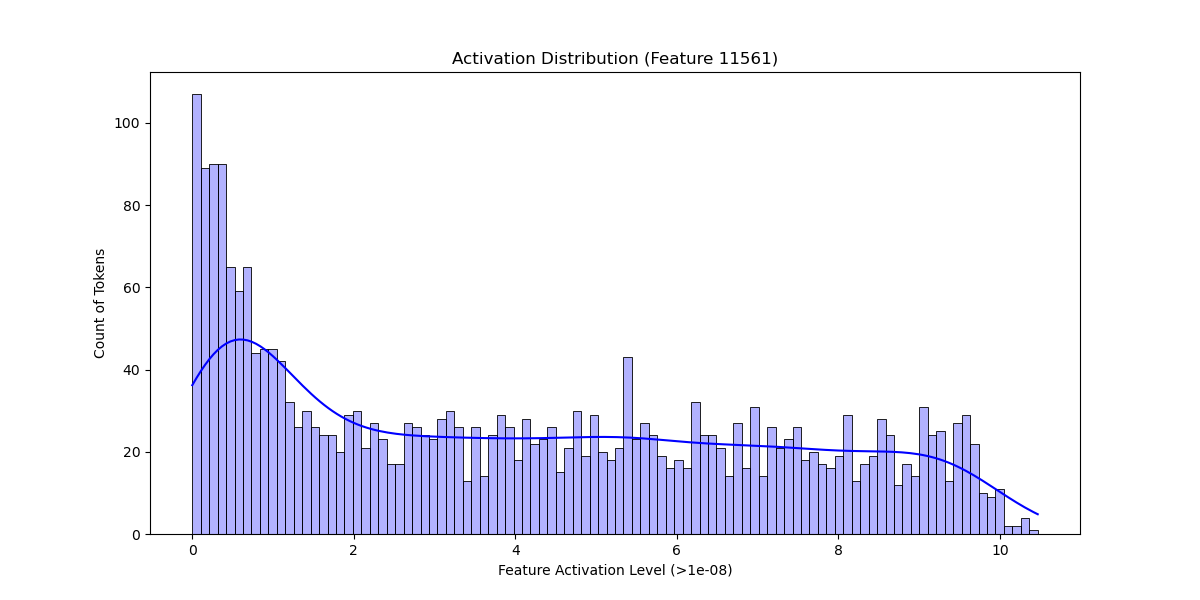 Activation Distribution (Feature 11561)
100
80
60
40
20
0
Count of Tokens
0 2 4 6 8 10
Feature Activation Level (>1e-08)